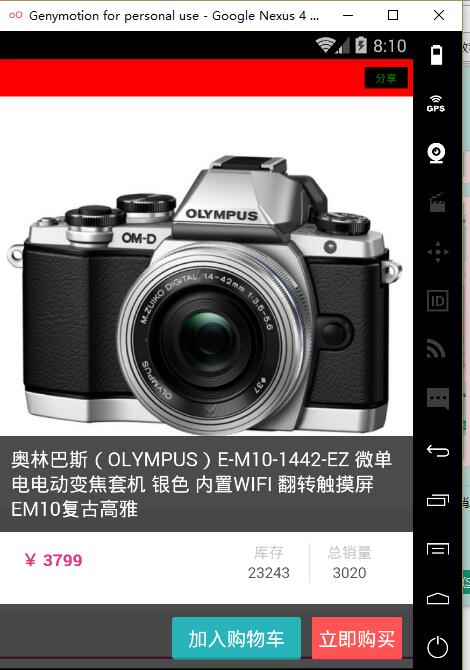 Genymotion for personal use - Google Nexus 4 ...
8:10
分享
GPS
OLYMPUS
OM-D
M.ZUIKO DIGITAL 14-42mm 1:3.5-5.6
OLYMPUS
ø37
奥林巴斯（OLYMPUS）E-M10-1442-EZ 微单
电电动变焦套机 银色 内置WIFI 翻转触摸屏
EM10复古高雅
¥ 3799
库存
23243
总销量
3020
加入购物车
立即购买
ID